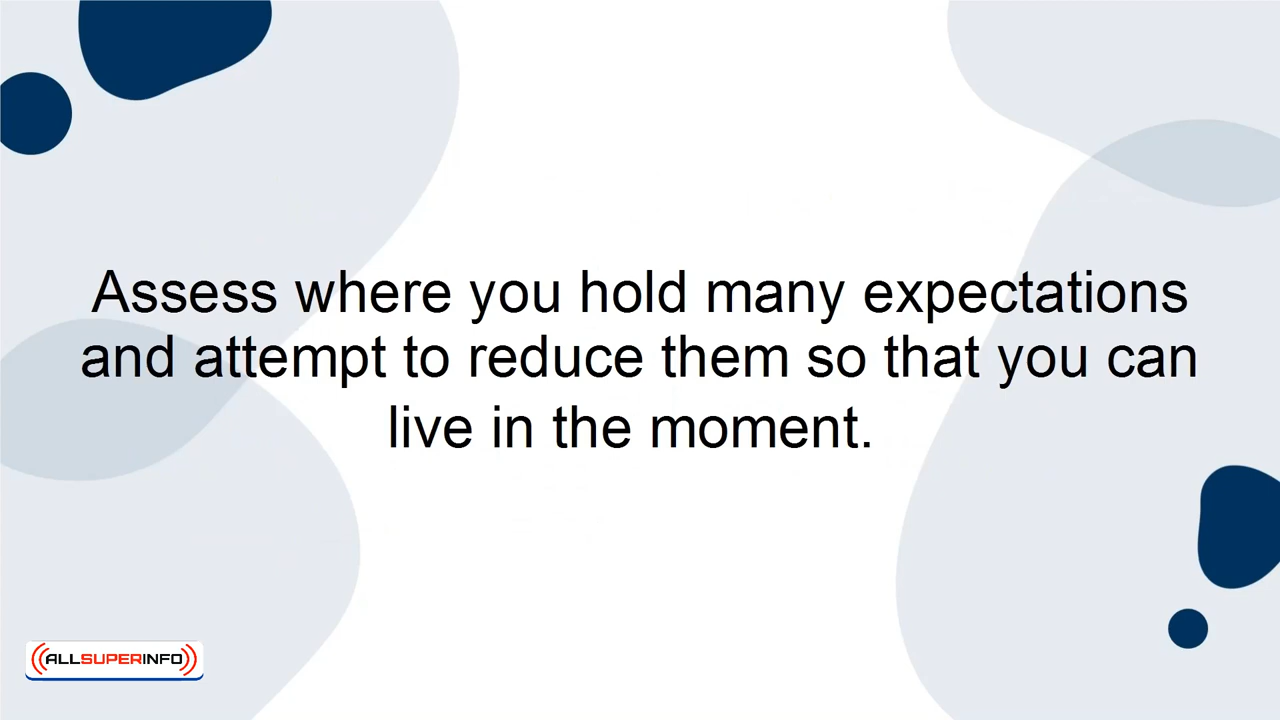 Assess where you hold many expectations
and attempt to reduce them so that you can
live in the moment.
ALLSUPERINFO